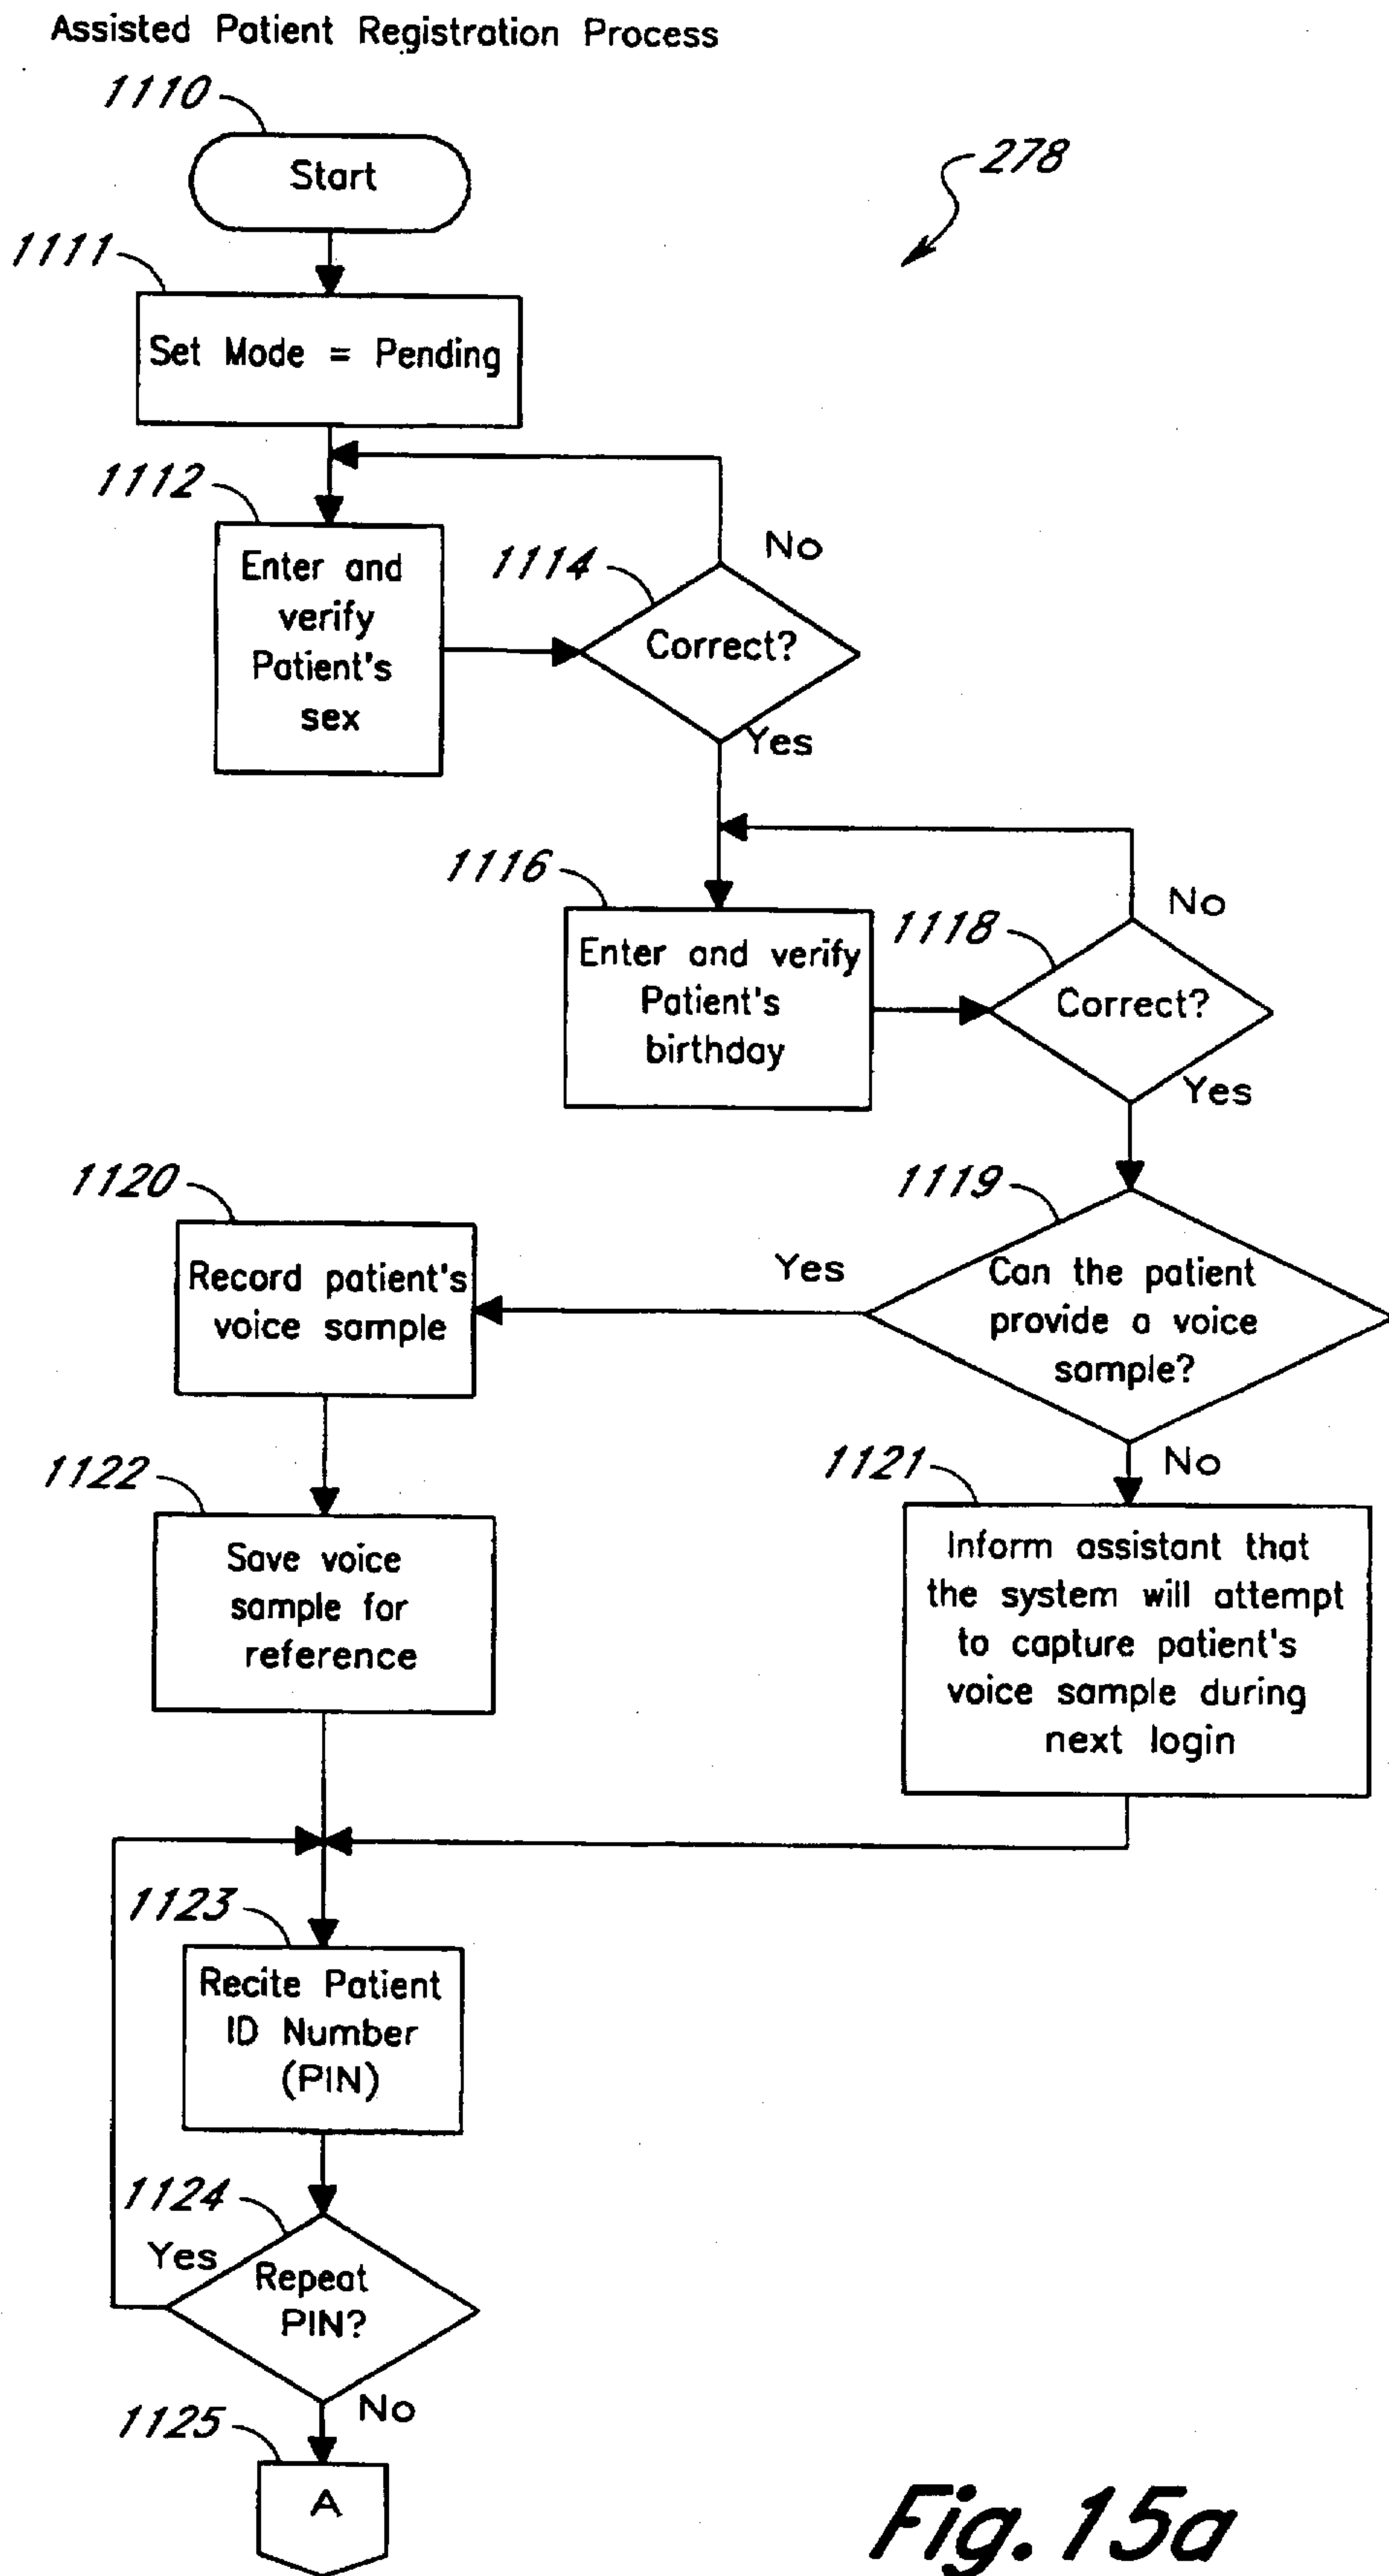 Assisted Patient Registration Process
1110
Start
278
1111
Set Mode = Pending
1112
Enter and
verify
Patient's
sex
1114
No
Correct?
Yes
1116
Enter and verify
Patient's
birthday
1118
No
Correct?
Yes
1119
Can the patient
provide a voice
sample?
Yes
No
1120
Record patient's
voice sample
1122
Save voice
sample for
reference
1121
Inform assistant that
the system will attempt
to capture patient's
voice sample during
next login
1123
Recite Patient
ID Number
(PIN)
1124
Yes
Repeat
PIN?
No
1125
A
Fig. 15a